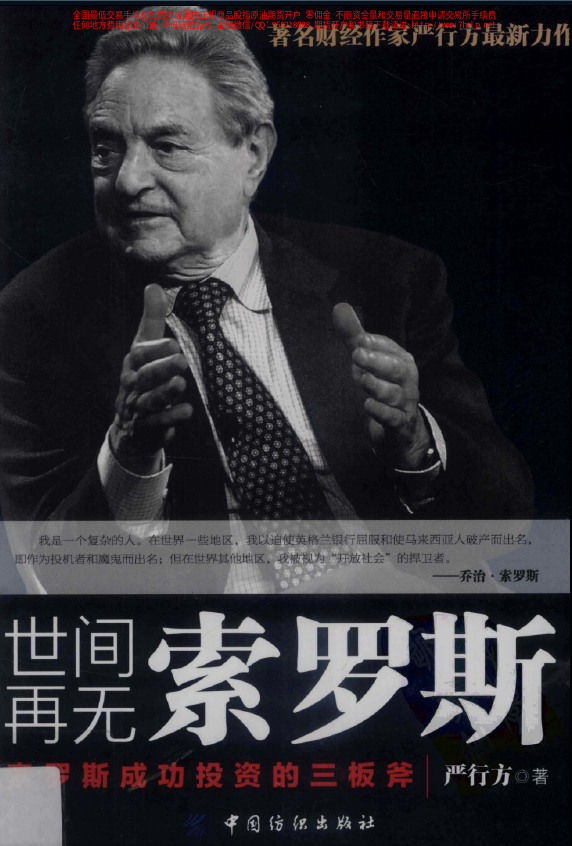 著名财经作家严行方最新力作
我是一个复杂的人。在世界一些地区，我以迫使英格兰银行屈服和使马来西亚人破产而出名，
即作为投机者和魔鬼而出名；但在世界其他地区，我被视为“开放社会”的捍卫者。
——乔治·索罗斯
世间
再无
索罗斯
罗斯成功投资的三板斧
严行方◎著
中国纺织出版社